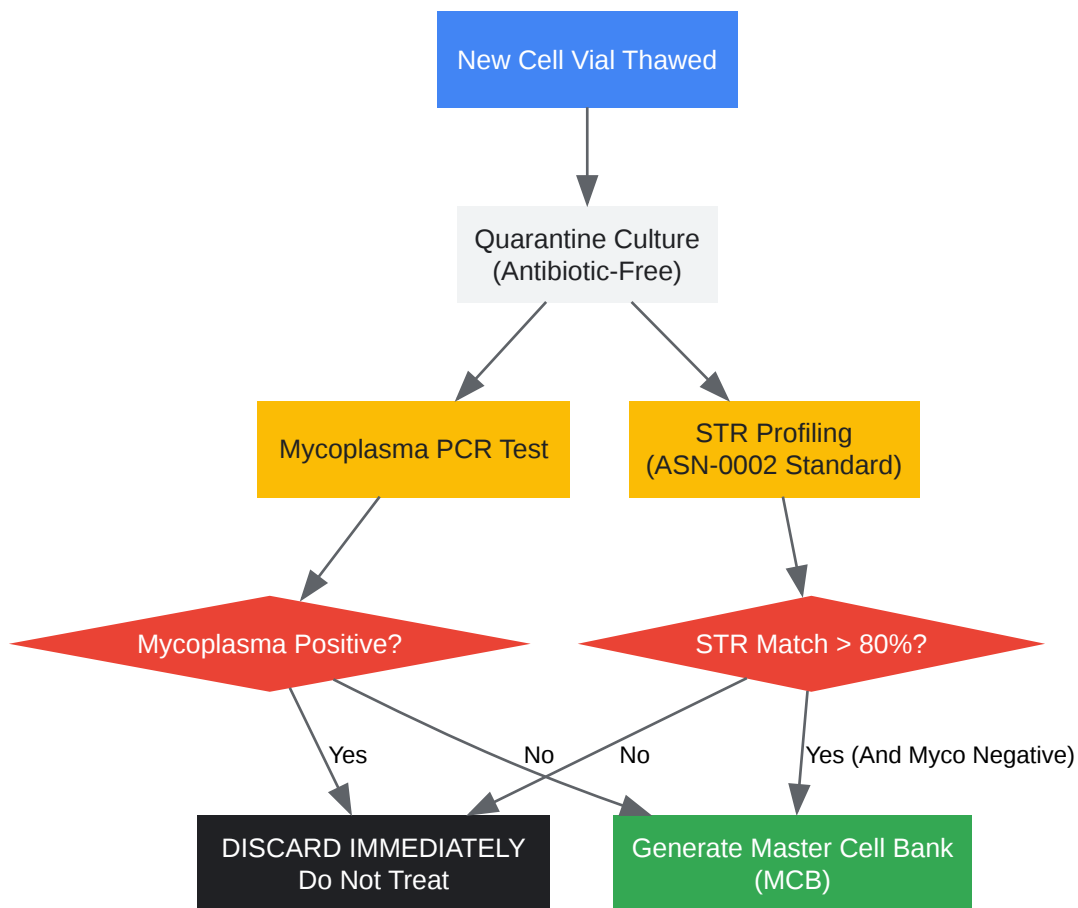 New Cell Vial Thawed
Quarantine Culture
(Antibiotic-Free)
Mycoplasma PCR Test
STR Profiling
(ASN-0002 Standard)
Mycoplasma Positive?
STR Match > 80%?
Yes
No
No
Yes (And Myco Negative)
DISCARD IMMEDIATELY
Do Not Treat
Generate Master Cell Bank
(MCB)